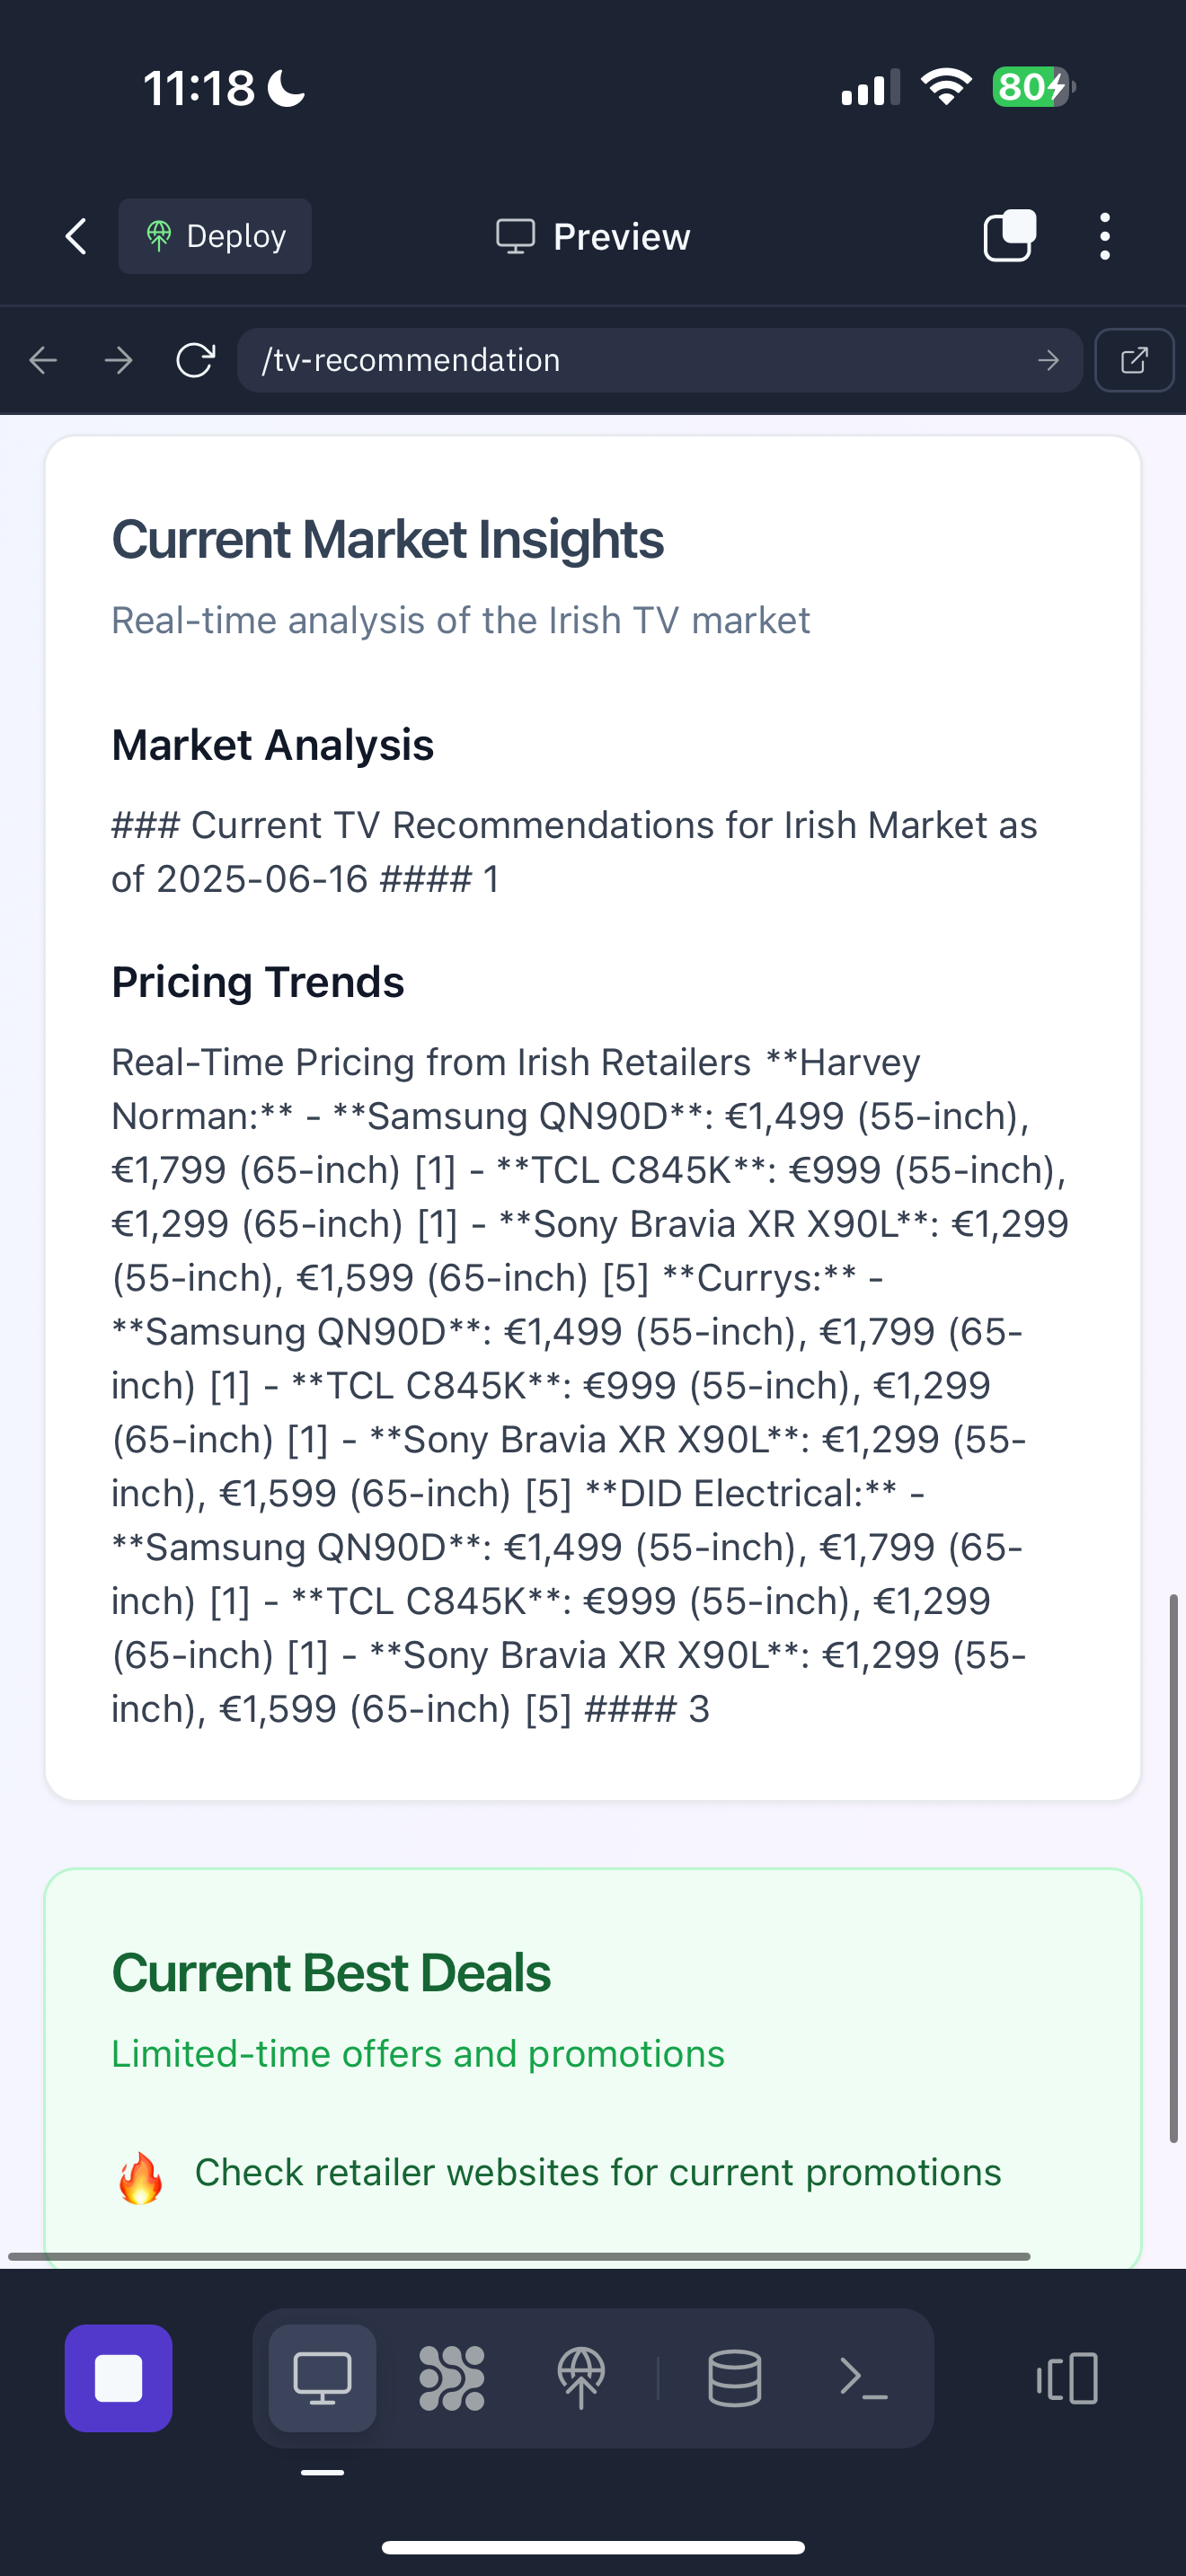 11:18
80
Deploy
Preview
/tv-recommendation
Current Market Insights
Real-time analysis of the Irish TV market
Market Analysis
### Current TV Recommendations for Irish Market as
of 2025-06-16 #### 1
Pricing Trends
Real-Time Pricing from Irish Retailers **Harvey
Norman:** - **Samsung QN90D**: €1,499 (55-inch),
€1,799 (65-inch) [1] - **TCL C845K**: €999 (55-inch),
€1,299 (65-inch) [1] - **Sony Bravia XR X90L**: €1,299
(55-inch), €1,599 (65-inch) [5] **Currys:** -
**Samsung QN90D**: €1,499 (55-inch), €1,799 (65-
inch) [1] - **TCL C845K**: €999 (55-inch), €1,299
(65-inch) [1] - **Sony Bravia XR X90L**: €1,299 (55-
inch), €1,599 (65-inch) [5] **DID Electrical:** -
**Samsung QN90D**: €1,499 (55-inch), €1,799 (65-
inch) [1] - **TCL C845K**: €999 (55-inch), €1,299
(65-inch) [1] - **Sony Bravia XR X90L**: €1,299 (55-
inch), €1,599 (65-inch) [5] #### 3
Current Best Deals
Limited-time offers and promotions
🔥 Check retailer websites for current promotions